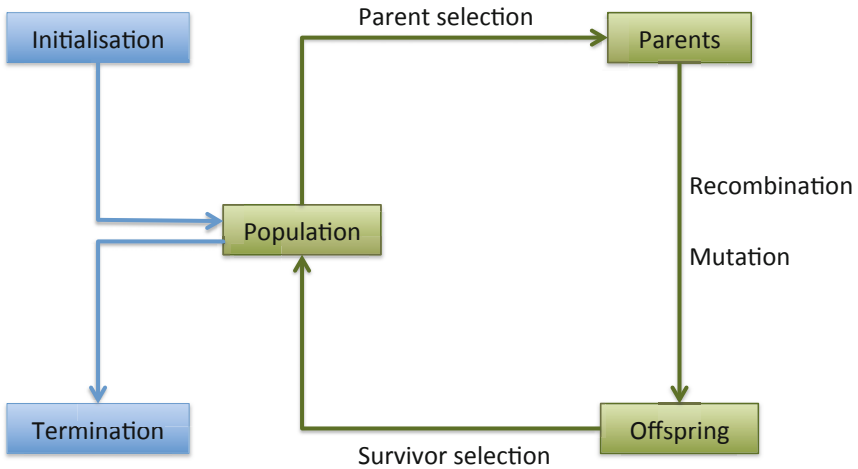 Parent selection
Initialisation
Parents
Recombination
Population
Mutation
Termination
Offspring
Survivor selection